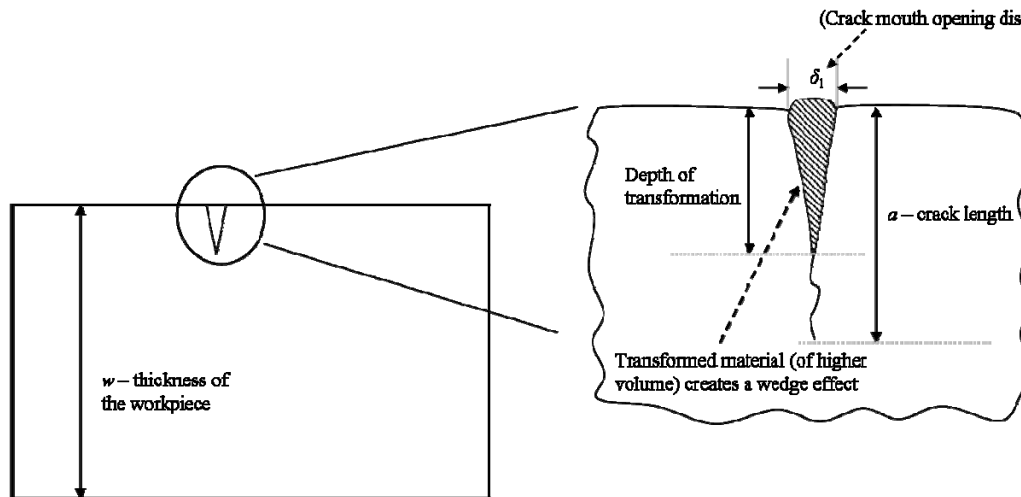 (Crack mouth opening dis
δ₁
Depth of
transformation
a – crack length
Transformed material (of higher
volume) creates a wedge effect
w – thickness of
the workpiece